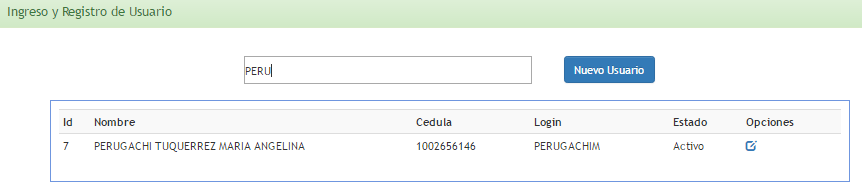 Ingreso y Registro de Usuario
PERU Nuevo Usuario
Id Nombre Cedula Login Estado Opciones
7 PERUGACHI TUQUERREZ MARIA ANGELINA 1002656146 PERUGACHIM Activo